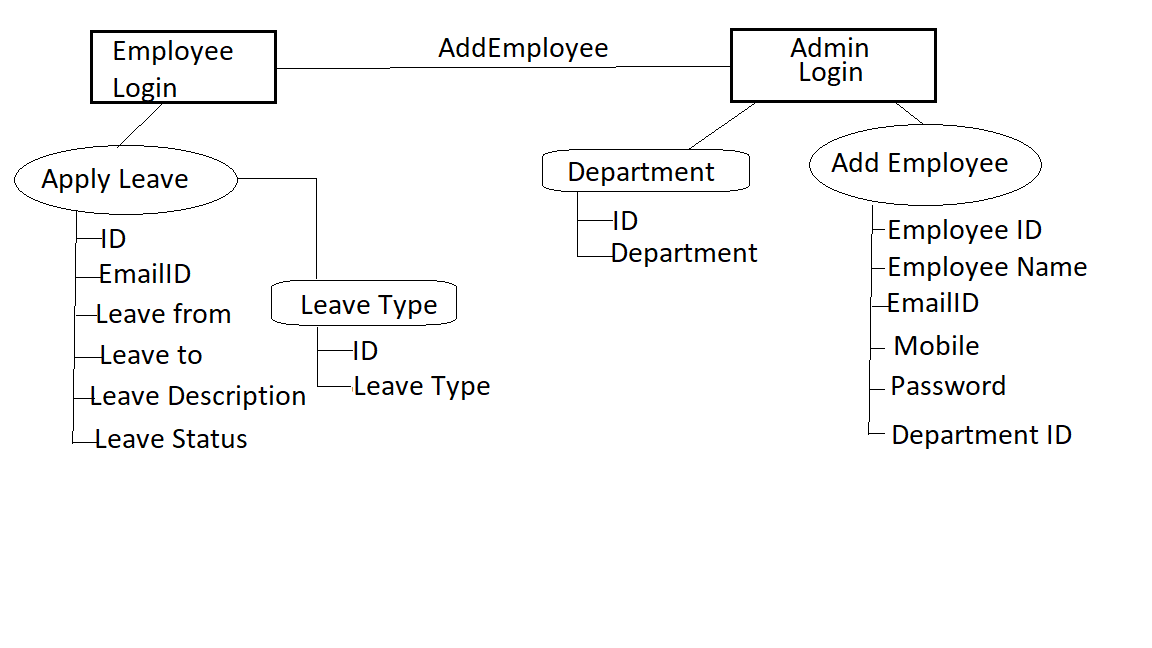 Employee
Login
AddEmployee
Admin
Login
Apply Leave
ID
EmailID
Leave from
Leave to
Leave Description
Leave Status
Leave Type
ID
Leave Type
Department
ID
Department
Add Employee
Employee ID
Employee Name
EmailID
Mobile
Password
Department ID